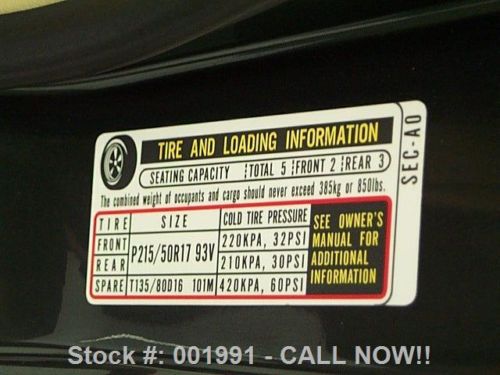 TIRE AND LOADING INFORMATION
SEATING CAPACITY TOTAL 5 FRONT 2 REAR 3
The combined weight of occupants and cargo should never exceed 385kg or 850lbs.
TIRE SIZE COLD TIRE PRESSURE
FRONT P215/50R17 93V 220KPA, 32PSI
REAR 210KPA, 30PSI
SPARE T135/80D16 101M 420KPA, 60PSI
SEE OWNER'S
MANUAL FOR
ADDITIONAL
INFORMATION
SEC-A0
Stock #: 001991 - CALL NOW!!